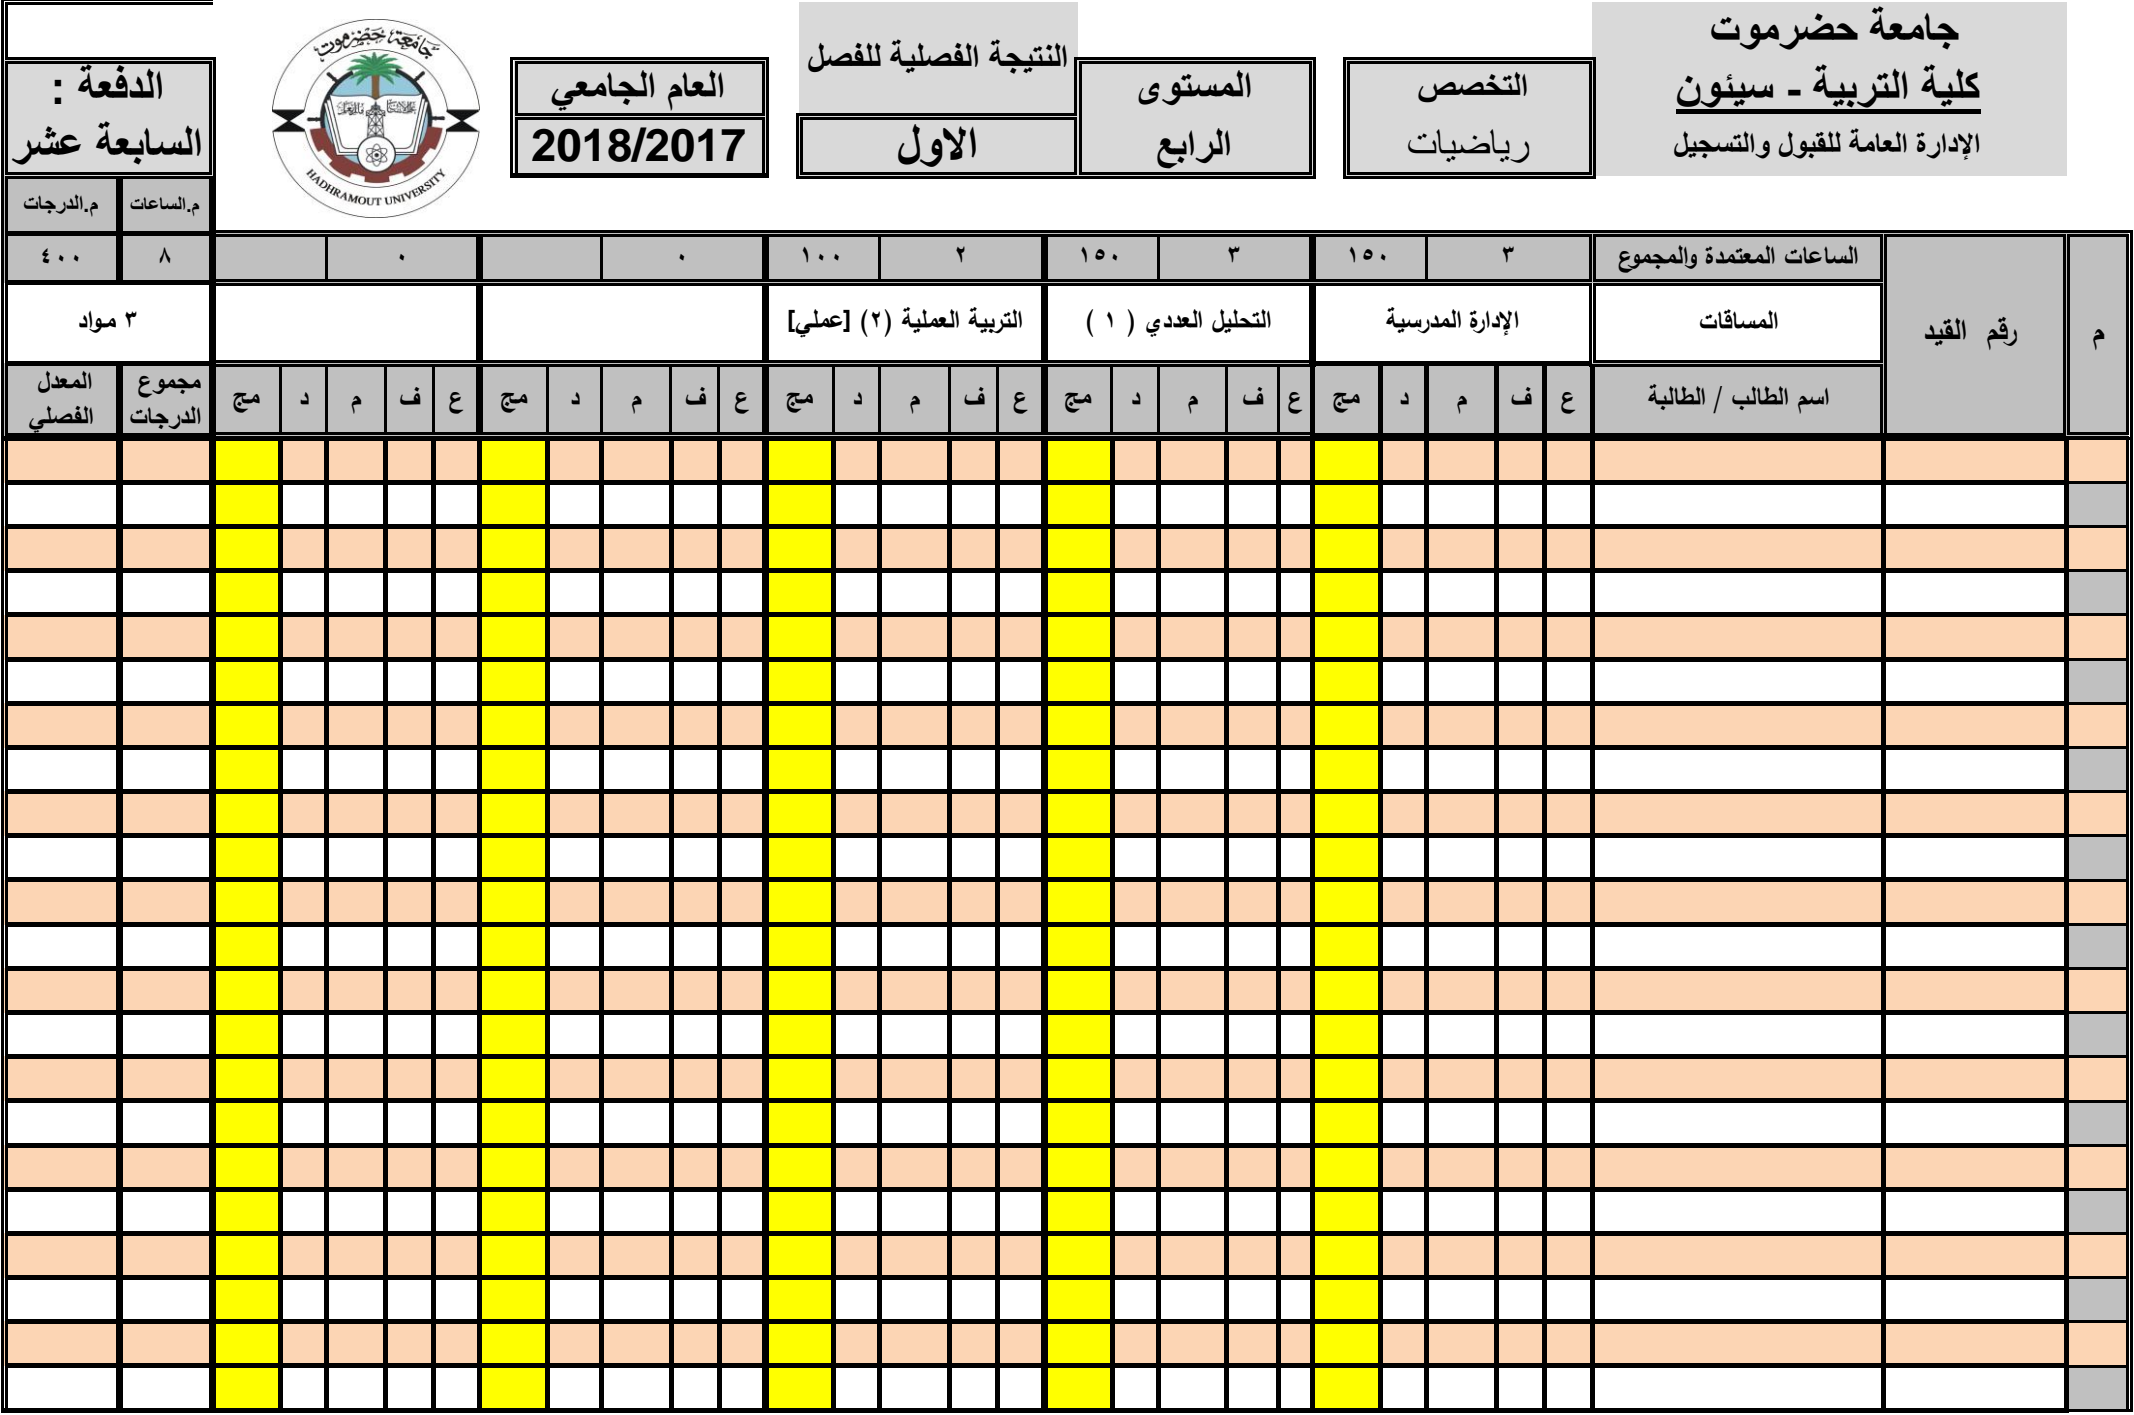 جامعة حضرموت
كلية التربية - سيئون
الإدارة العامة للقبول والتسجيل
التخصص
رياضيات
المستوى
الرابع
النتيجة الفصلية للفصل
الاول
العام الجامعي
2018/2017
جامعة حضرموت
HADHRAMOUT UNIVERSITY
الدفعة :
السابعة عشر
م.الساعات م.الدرجات
م رقم القيد الساعات المعتمدة والمجموع ٣ ١٥٠ ٣ ١٥٠ ٢ ١٠٠ ٠ ٠ ٨ ٤٠٠
المساقات الإدارة المدرسية التحليل العددي ( ١ ) التربية العملية (٢) [عملي] ٣ مواد
اسم الطالب / الطالبة ع ف م د مج ع ف م د مج ع ف م د مج ع ف م د مج ع ف م د مج مجموع الدرجات المعدل الفصلي